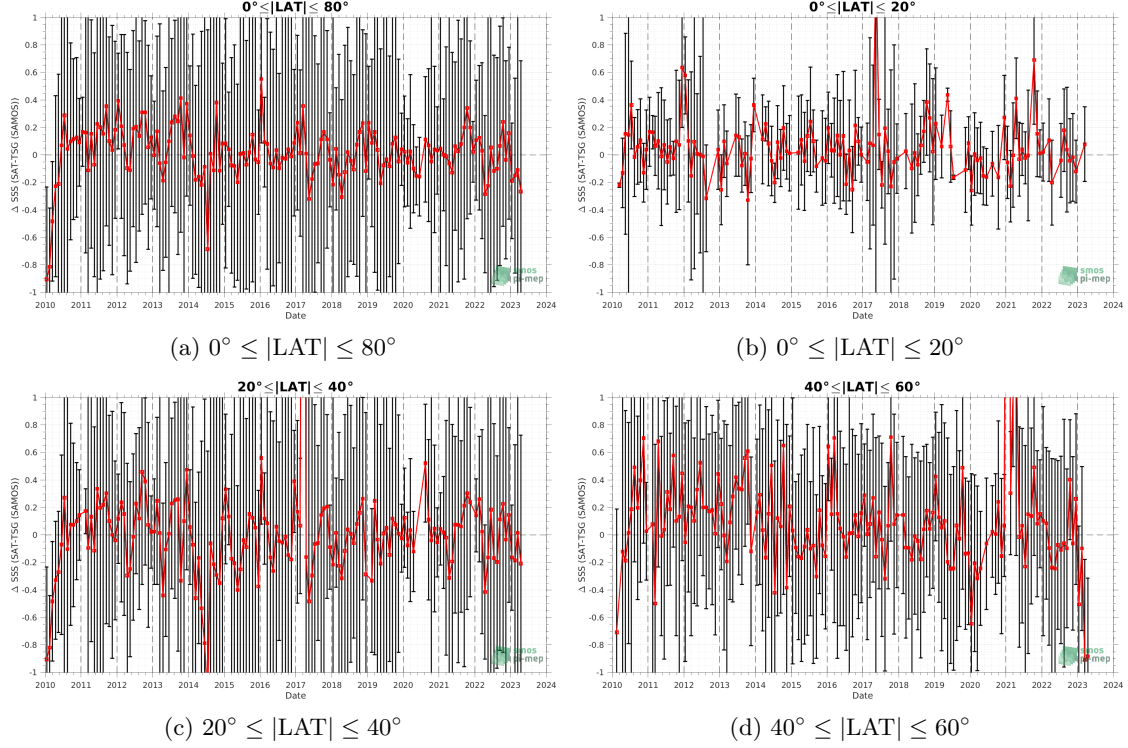 0°≤|LAT|≤ 80°
1
0.8
0.6
0.4
0.2
0
-0.2
-0.4
-0.6
-0.8
-1
Δ SSS (SAT-TSG (SAMOS))
2010 2011 2012 2013 2014 2015 2016 2017 2018 2019 2020 2021 2022 2023 2024
Date
smos
pi-mep
(a) 0° ≤ |LAT| ≤ 80°
0°≤|LAT|≤ 20°
1
0.8
0.6
0.4
0.2
0
-0.2
-0.4
-0.6
-0.8
-1
Δ SSS (SAT-TSG (SAMOS))
2010 2011 2012 2013 2014 2015 2016 2017 2018 2019 2020 2021 2022 2023 2024
Date
smos
pi-mep
(b) 0° ≤ |LAT| ≤ 20°
20°≤|LAT|≤ 40°
1
0.8
0.6
0.4
0.2
0
-0.2
-0.4
-0.6
-0.8
-1
Δ SSS (SAT-TSG (SAMOS))
2010 2011 2012 2013 2014 2015 2016 2017 2018 2019 2020 2021 2022 2023 2024
Date
smos
pi-mep
(c) 20° ≤ |LAT| ≤ 40°
40°≤|LAT|≤ 60°
1
0.8
0.6
0.4
0.2
0
-0.2
-0.4
-0.6
-0.8
-1
Δ SSS (SAT-TSG (SAMOS))
2010 2011 2012 2013 2014 2015 2016 2017 2018 2019 2020 2021 2022 2023 2024
Date
smos
pi-mep
(d) 40° ≤ |LAT| ≤ 60°